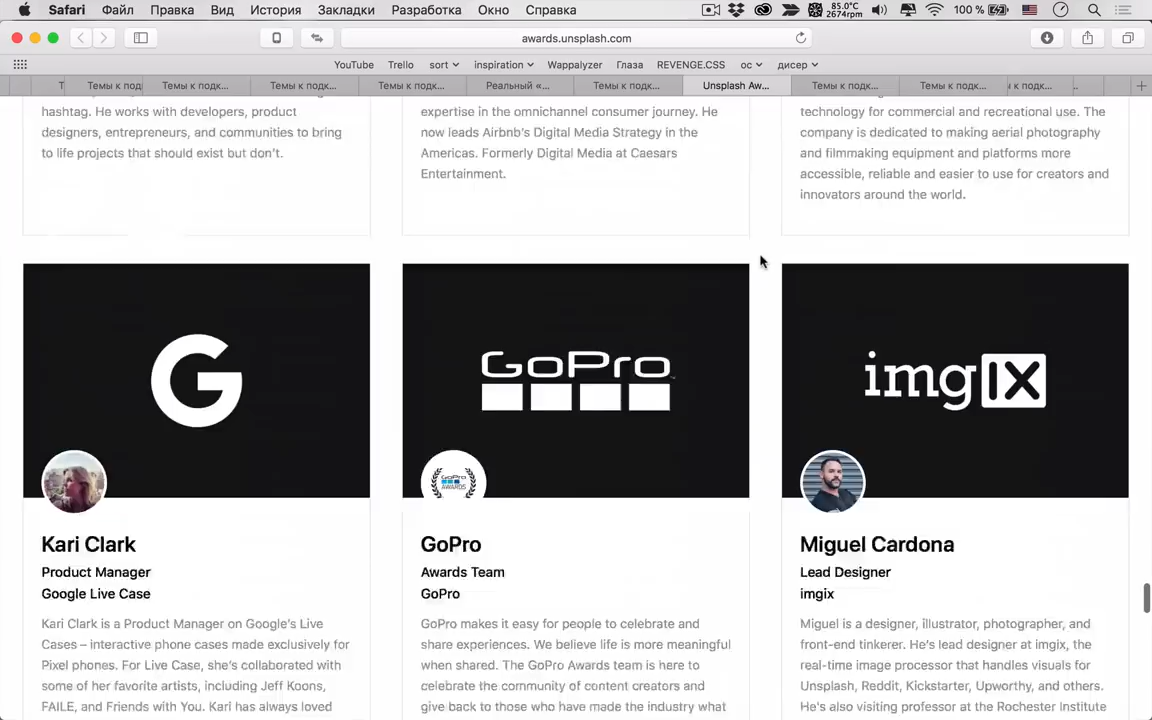 Safari Файл Правка Вид История Закладки Разработка Окно Справка 85.0°C 2674rpm 100 %
awards.unsplash.com
YouTube Trello sort inspiration Wappalyzer Глаза REVENGE.CSS ос дисер
Т Темы к под Темы к подк... Темы к подк... Темы к подк... Реальный «... Темы к подк... Unsplash Aw... Темы к подк... Темы к подк... ы к подк... ..
hashtag. He works with developers, product
designers, entrepreneurs, and communities to bring
to life projects that should exist but don't.
expertise in the omnichannel consumer journey. He
now leads Airbnb's Digital Media Strategy in the
Americas. Formerly Digital Media at Caesars
Entertainment.
technology for commercial and recreational use. The
company is dedicated to making aerial photography
and filmmaking equipment and platforms more
accessible, reliable and easier to use for creators and
innovators around the world.
G
Kari Clark
Product Manager
Google Live Case
Kari Clark is a Product Manager on Google's Live
Cases – interactive phone cases made exclusively for
Pixel phones. For Live Case, she's collaborated with
some of her favorite artists, including Jeff Koons,
FAILE, and Friends with You. Kari has always loved
GoPro
GoPro
AWARDS
GoPro
Awards Team
GoPro
GoPro makes it easy for people to celebrate and
share experiences. We believe life is more meaningful
when shared. The GoPro Awards team is here to
celebrate the community of content creators and
give back to those who have made the industry what
imgIX
Miguel Cardona
Lead Designer
imgix
Miguel is a designer, illustrator, photographer, and
front-end tinkerer. He's lead designer at imgix, the
real-time image processor that handles visuals for
Unsplash, Reddit, Kickstarter, Upworthy, and others.
He's also visiting professor at the Rochester Institute